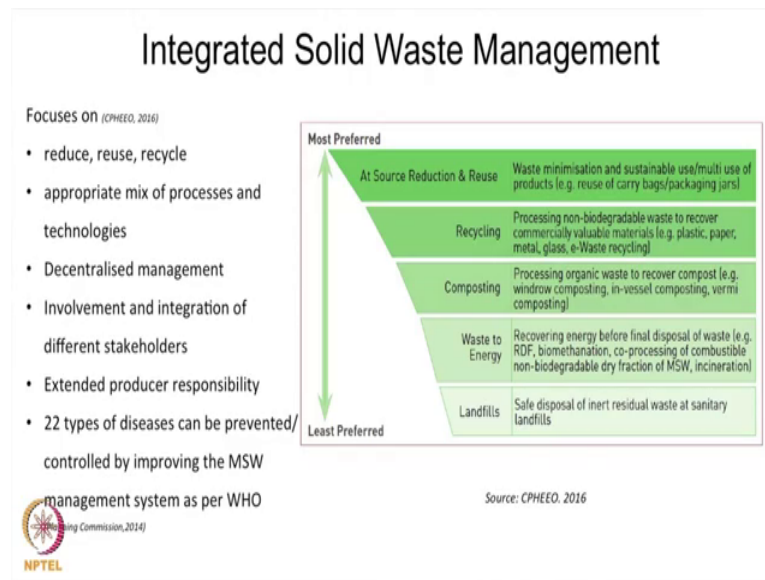 Integrated Solid Waste Management
Focuses on (CPHEEO, 2016)
• reduce, reuse, recycle
• appropriate mix of processes and
technologies
• Decentralised management
• Involvement and integration of
different stakeholders
• Extended producer responsibility
• 22 types of diseases can be prevented/
controlled by improving the MSW
management system as per WHO
Commission,2014)
NPTEL
Most Preferred
At Source Reduction & Reuse
Waste minimisation and sustainable use/multi use of
products (e.g. reuse of carry bags/packaging jars)
Recycling
Processing non-biodegradable waste to recover
commercially valuable materials (e.g. plastic, paper,
metal, glass, e-Waste recycling)
Composting
Processing organic waste to recover compost (e.g.
windrow composting, in-vessel composting, vermi
composting)
Waste to
Energy
Recovering energy before final disposal of waste (e.g.
RDF, biomethanation, co-processing of combustible
non-biodegradable dry fraction of MSW, incineration)
Landfills
Safe disposal of inert residual waste at sanitary
landfills
Least Preferred
Source: CPHEEO. 2016